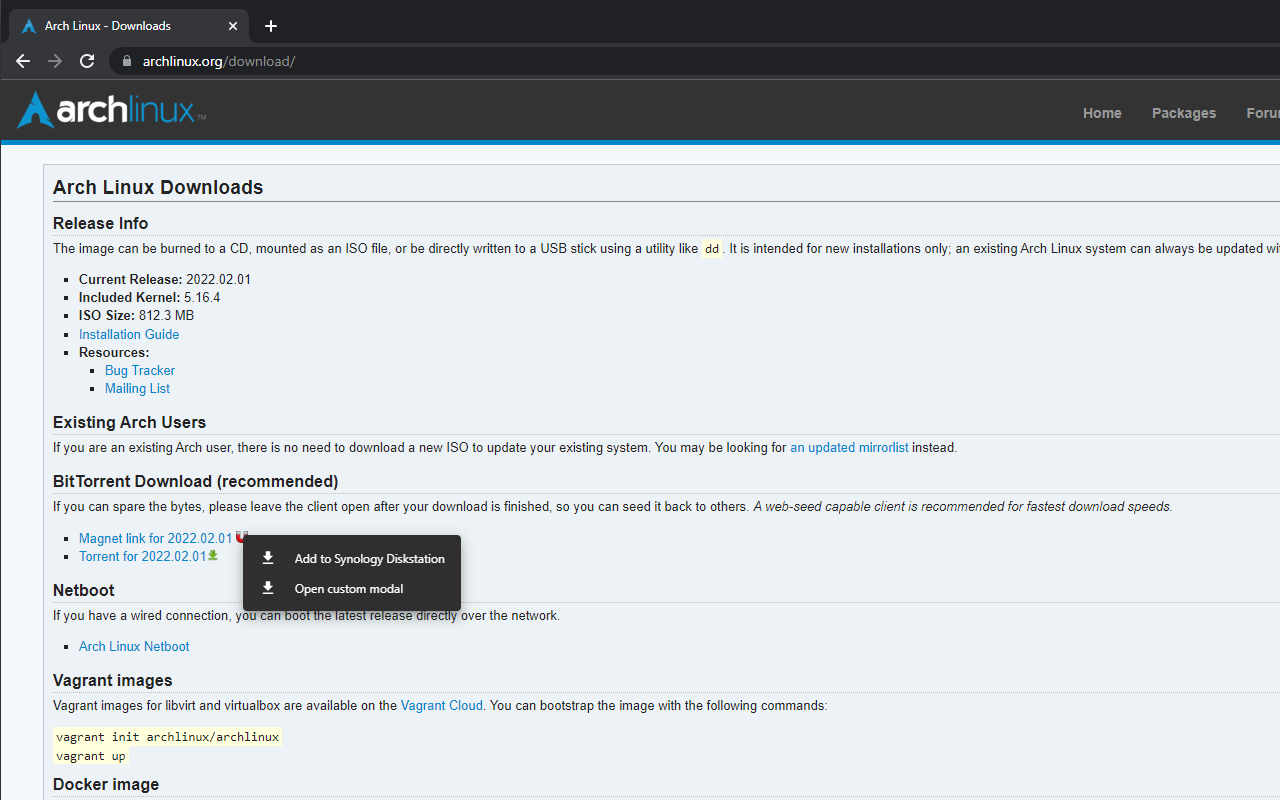 Arch Linux - Downloads
archlinux.org/download/
archlinux™
Home Packages
Arch Linux Downloads
Release Info
The image can be burned to a CD, mounted as an ISO file, or be directly written to a USB stick using a utility like dd. It is intended for new installations only; an existing Arch Linux system can always be updated
Current Release: 2022.02.01
Included Kernel: 5.16.4
ISO Size: 812.3 MB
Installation Guide
Resources:
Bug Tracker
Mailing List
Existing Arch Users
If you are an existing Arch user, there is no need to download a new ISO to update your existing system. You may be looking for an updated mirrorlist instead.
BitTorrent Download (recommended)
If you can spare the bytes, please leave the client open after your download is finished, so you can seed it back to others. A web-seed capable client is recommended for fastest download speeds.
Magnet link for 2022.02.01
Torrent for 2022.02.01
Add to Synology Diskstation
Open custom modal
Netboot
If you have a wired connection, you can boot the latest release directly over the network.
Arch Linux Netboot
Vagrant images
Vagrant images for libvirt and virtualbox are available on the Vagrant Cloud. You can bootstrap the image with the following commands:
vagrant init archlinux/archlinux
vagrant up
Docker image